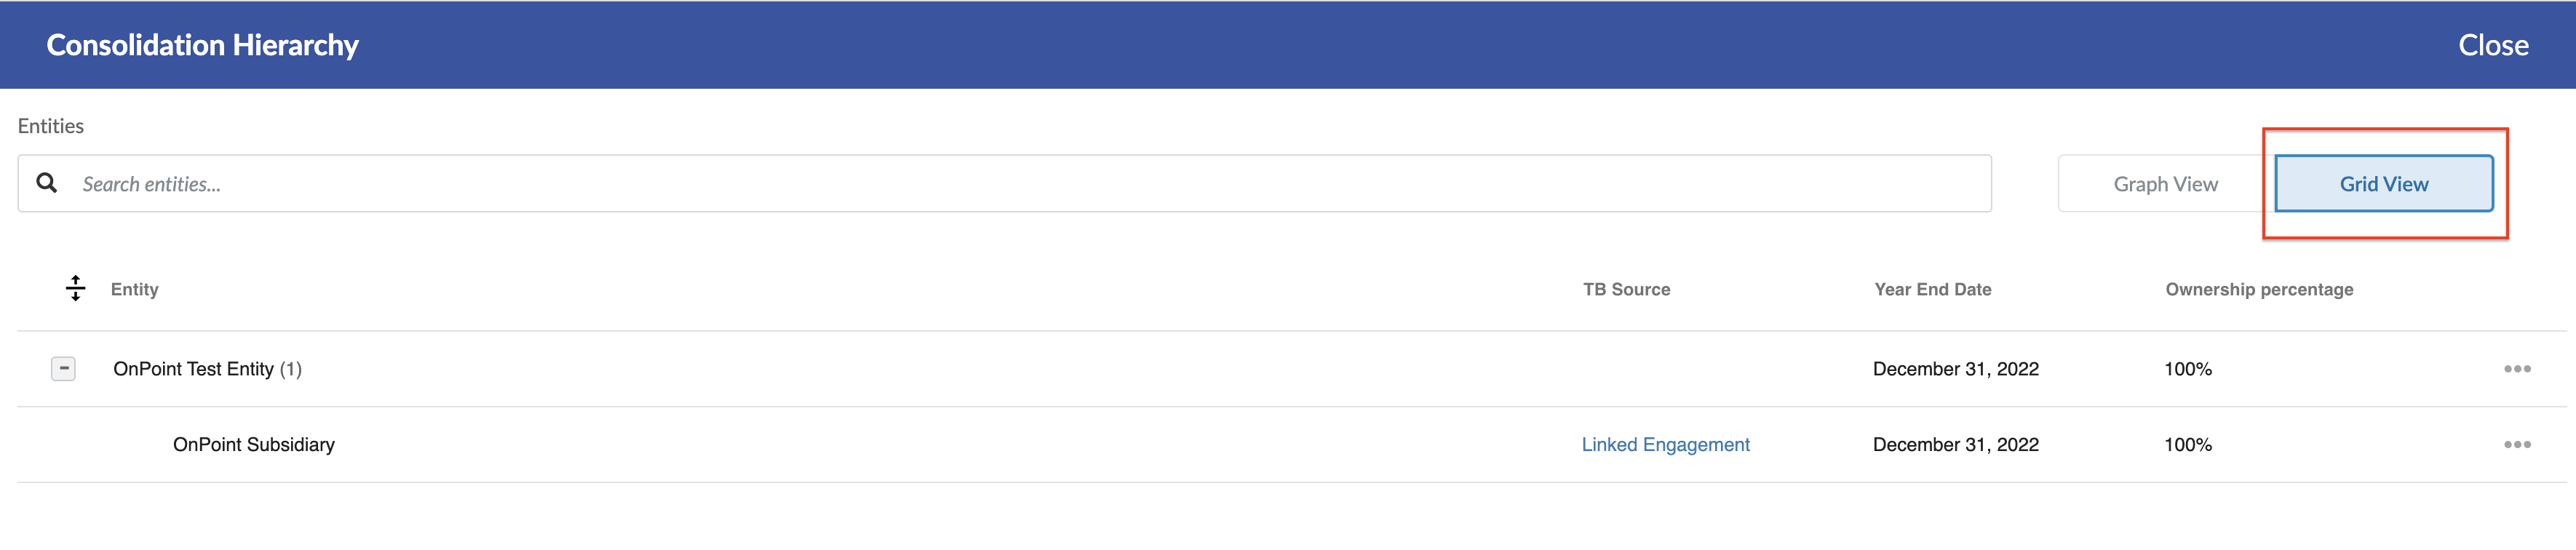 Consolidation Hierarchy Close
Entities
Search entities... Graph View Grid View
Entity TB Source Year End Date Ownership percentage
OnPoint Test Entity (1) December 31, 2022 100%
OnPoint Subsidiary Linked Engagement December 31, 2022 100%